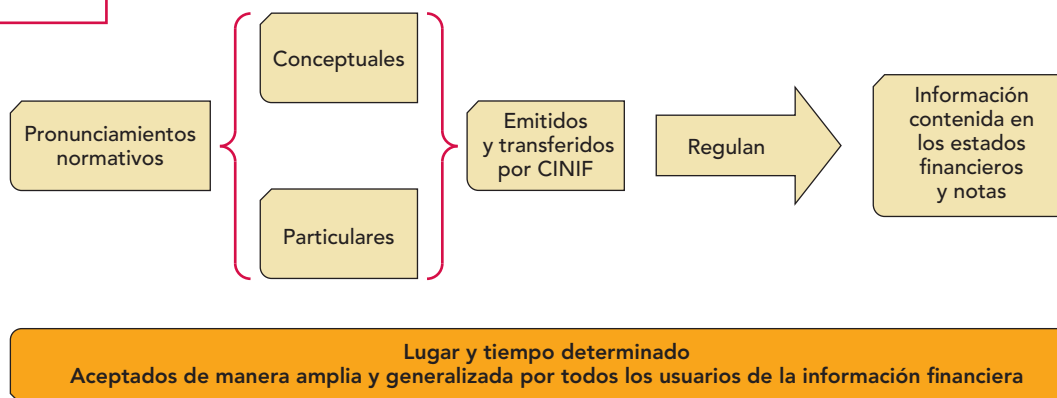 Pronunciamientos
normativos
Conceptuales
Particulares
Emitidos
y transferidos
por CINIF
Regulan
Información
contenida en
los estados
financieros
y notas
Lugar y tiempo determinado
Aceptados de manera amplia y generalizada por todos los usuarios de la información financiera